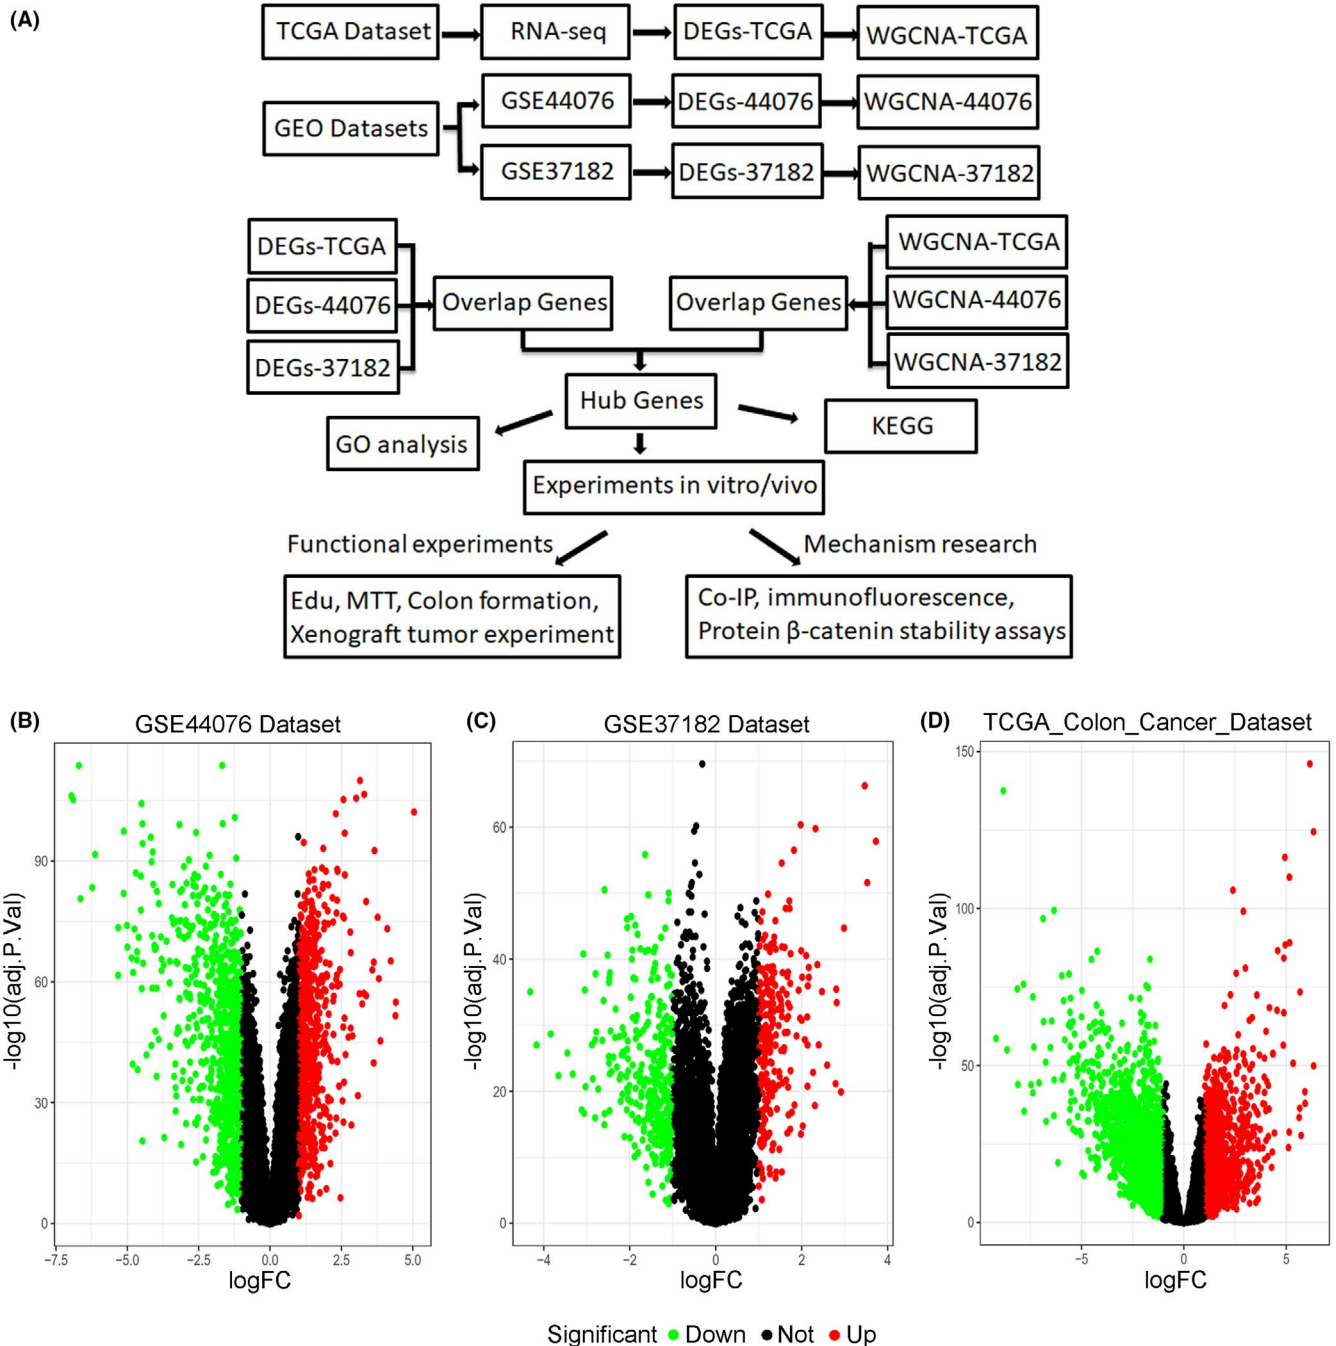 (A)
TCGA Dataset
RNA-seq
DEGs-TCGA
WGCNA-TCGA
GEO Datasets
GSE44076
DEGs-44076
WGCNA-44076
GSE37182
DEGs-37182
WGCNA-37182
DEGs-TCGA
DEGs-44076
DEGs-37182
Overlap Genes
Overlap Genes
WGCNA-TCGA
WGCNA-44076
WGCNA-37182
Hub Genes
GO analysis
KEGG
Experiments in vitro/vivo
Functional experiments
Mechanism research
Edu, MTT, Colon formation,
Xenograft tumor experiment
Co-IP, immunofluorescence,
Protein β-catenin stability assays
(B)
GSE44076 Dataset
-log10(adj.P.Val)
90
60
30
0
−7.5
−5.0
−2.5
0.0
2.5
5.0
logFC
(C)
GSE37182 Dataset
-log10(adj.P.Val)
60
40
20
0
−4
−2
0
2
4
logFC
(D)
TCGA_Colon_Cancer_Dataset
-log10(adj.P.Val)
150
100
50
0
−5
0
5
logFC
Significant Down Not Up